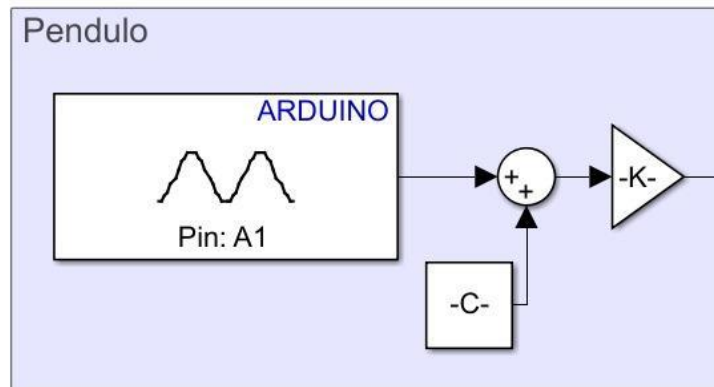 Pendulo
ARDUINO
Pin: A1
++
-K-
-C-